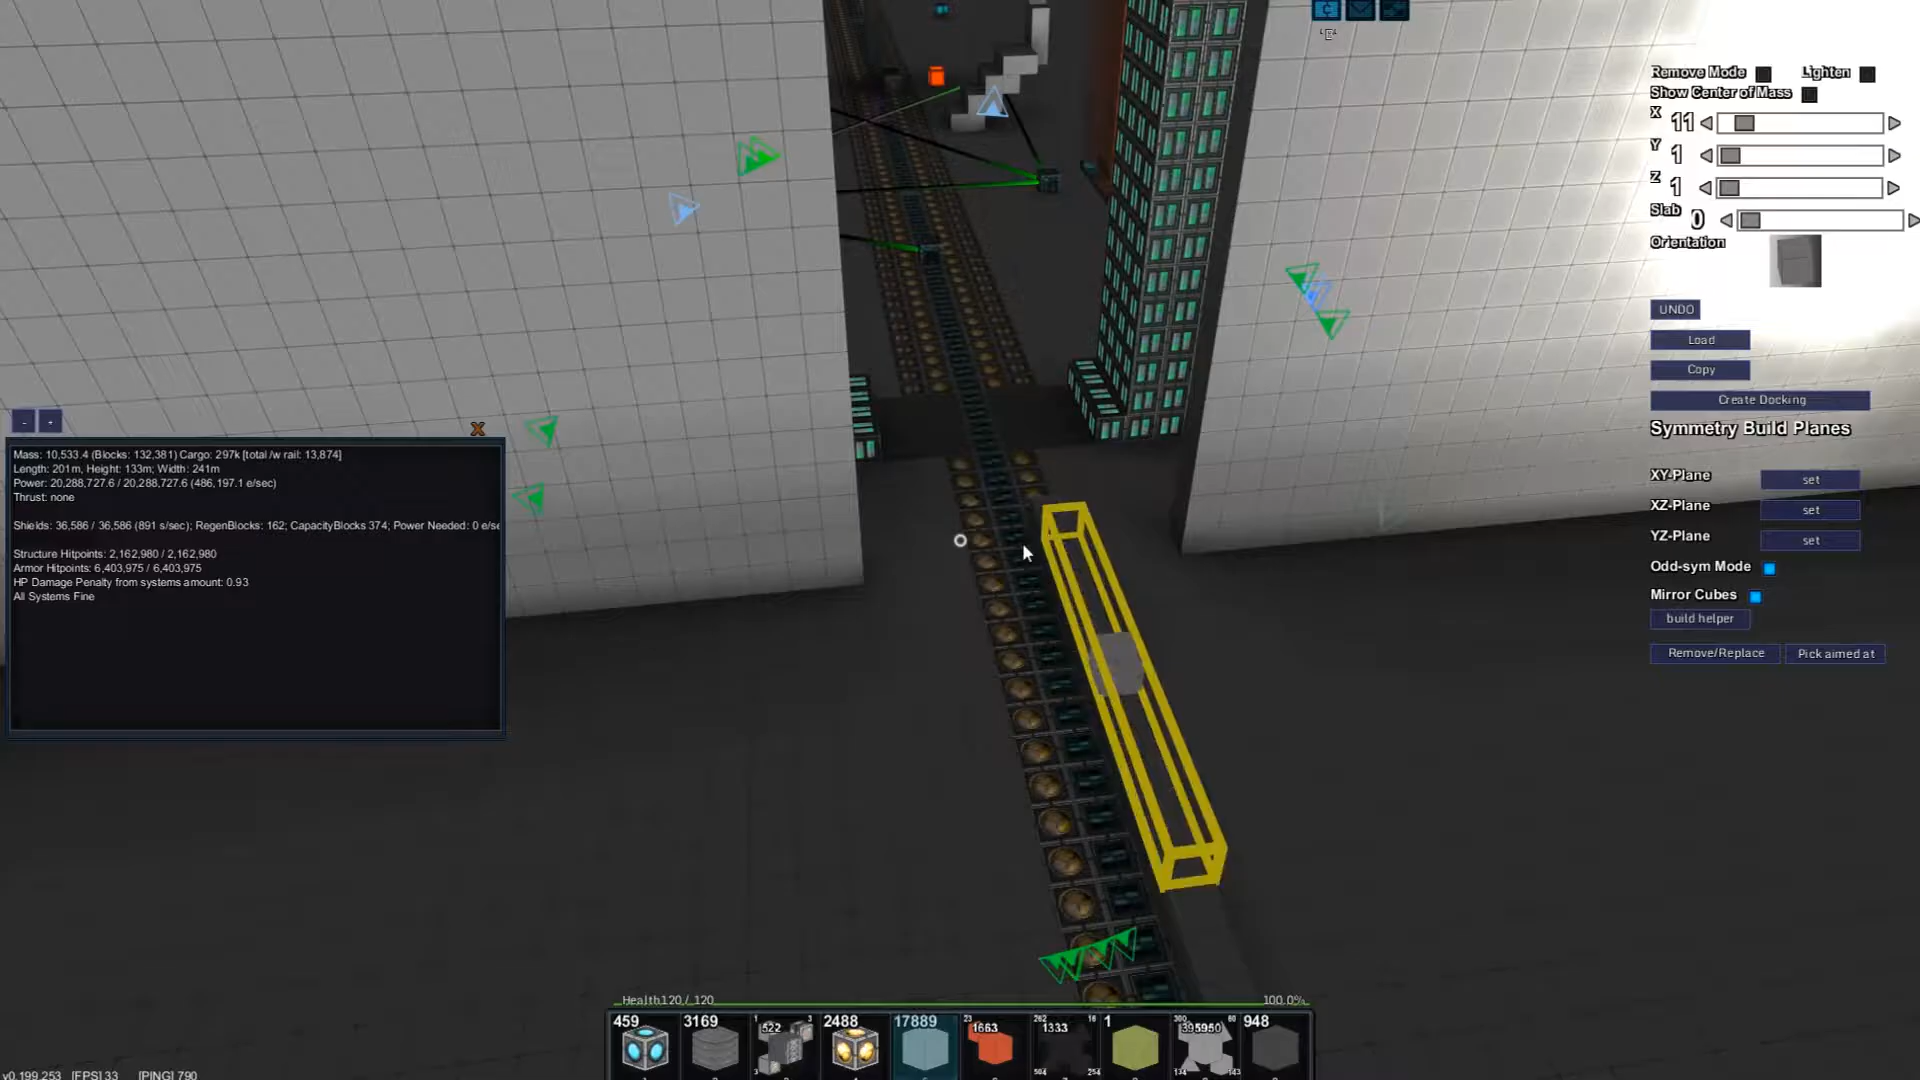 Remove Mode Lighten
Show Center of Mass
X 11
Y 1
Z 1
Slab 0
Orientation
UNDO
Load
Copy
Create Docking
Symmetry Build Planes
XY-Plane set
XZ-Plane set
YZ-Plane set
Odd-sym Mode
Mirror Cubes
build helper
Remove/Replace Pick aimed at
- + X
Mass: 10,533.4 (Blocks: 132,381) Cargo: 297k [total /w rail: 13,874]
Length: 201m, Height: 133m; Width: 241m
Power: 20,288,727.6 / 20,288,727.6 (486,197.1 e/sec)
Thrust: none
Shields: 36,586 / 36,586 (891 s/sec); RegenBlocks: 162; CapacityBlocks 374; Power Needed: 0 e/se
Structure Hitpoints: 2,162,980 / 2,162,980
Armor Hitpoints: 6,403,975 / 6,403,975
HP Damage Penalty from systems amount: 0.93
All Systems Fine
Health120 / 120 100.0%
459 3169 522 2488 17889 1663 1333 1 395950 948
v0.199.253 [FPS] 33 [PING] 790